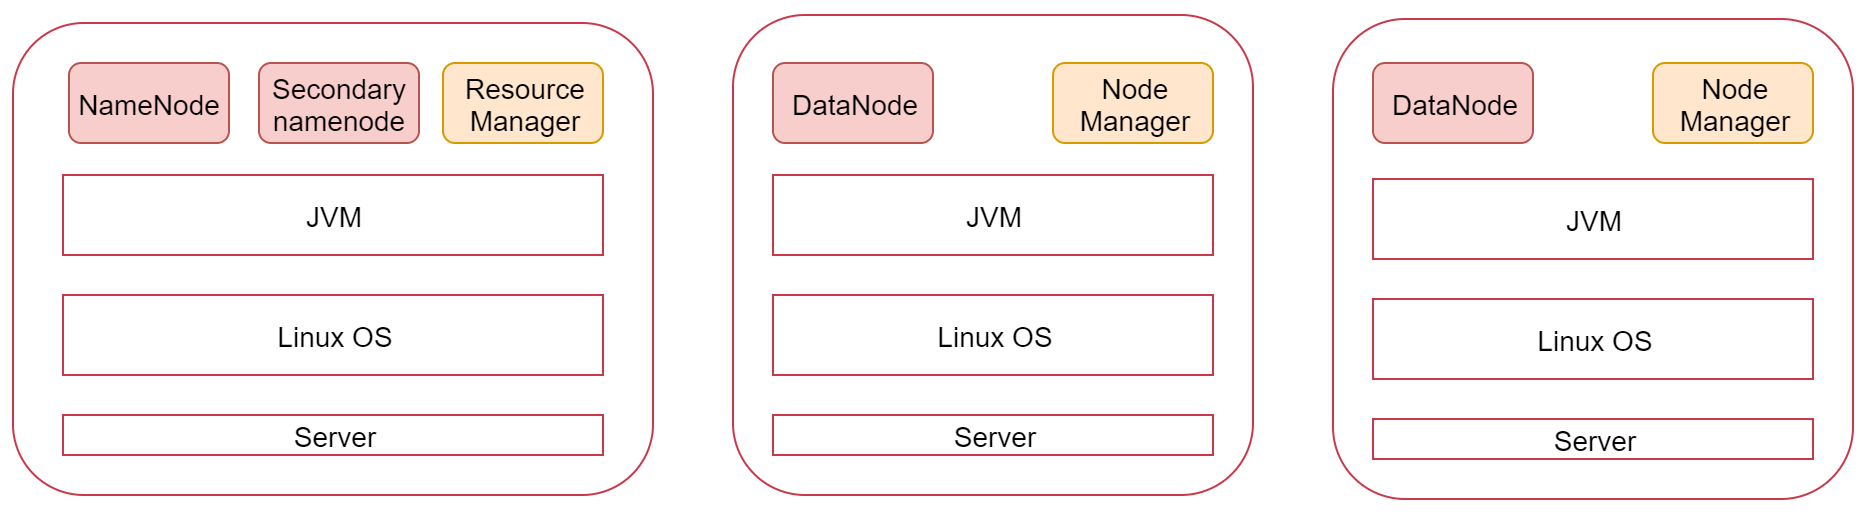 NameNode
Secondary
namenode
Resource
Manager
JVM
Linux OS
Server
DataNode
Node
Manager
JVM
Linux OS
Server
DataNode
Node
Manager
JVM
Linux OS
Server